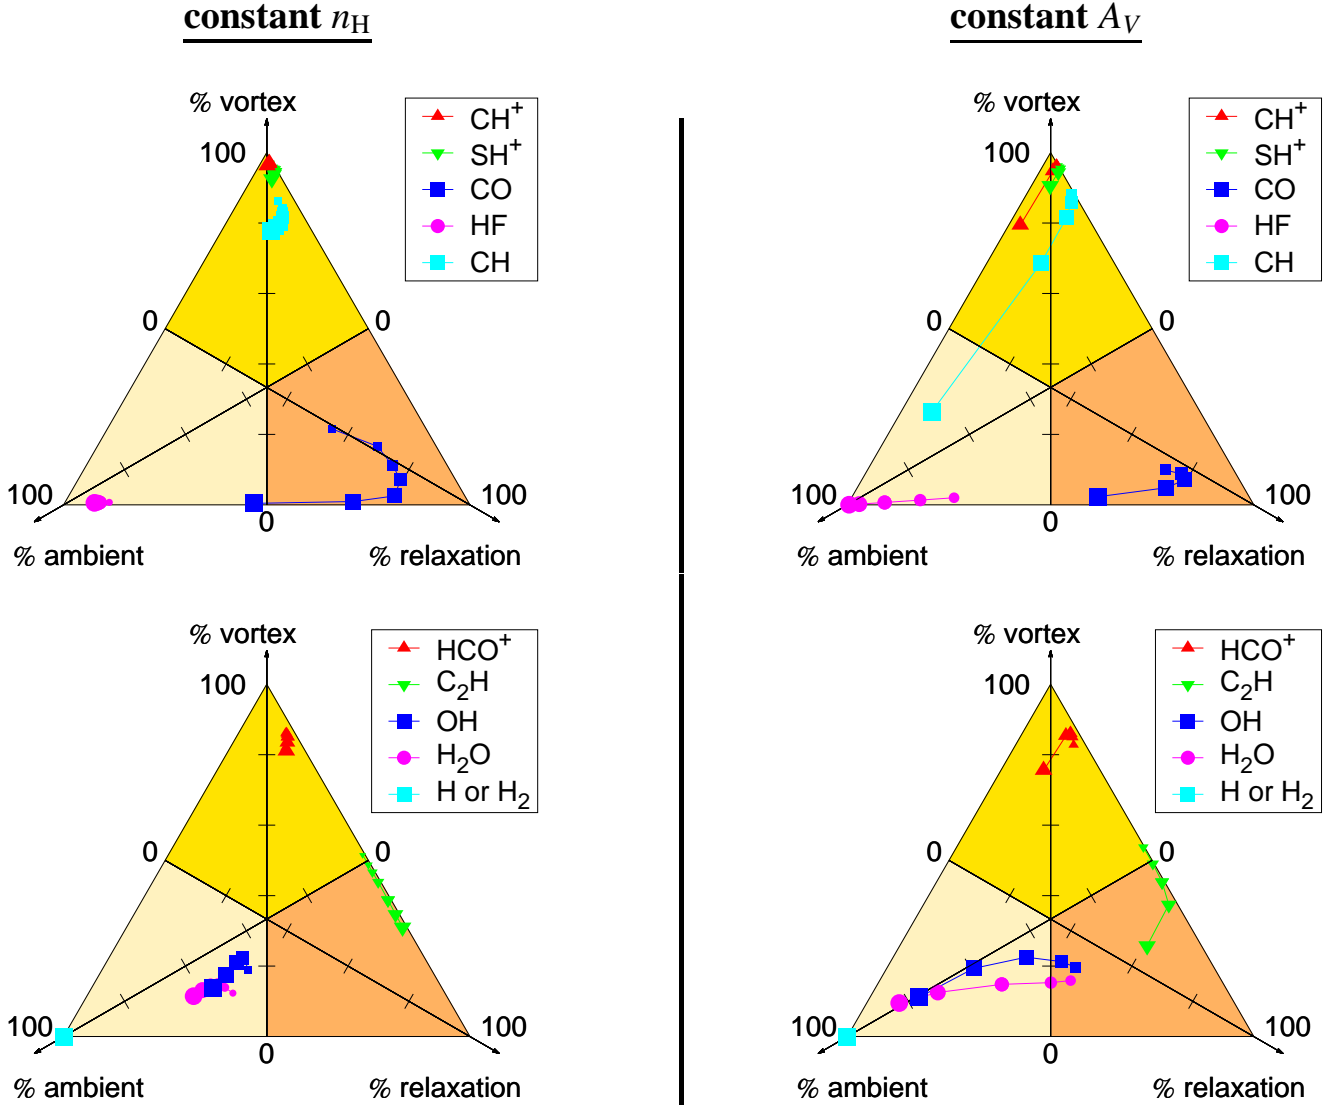 constant n_H
constant A_V
% vortex
100
0
0
100
0
100
% ambient
% relaxation
CH⁺
SH⁺
CO
HF
CH
% vortex
100
0
0
100
0
100
% ambient
% relaxation
CH⁺
SH⁺
CO
HF
CH
% vortex
100
0
0
100
0
100
% ambient
% relaxation
HCO⁺
C₂H
OH
H₂O
H or H₂
% vortex
100
0
0
100
0
100
% ambient
% relaxation
HCO⁺
C₂H
OH
H₂O
H or H₂